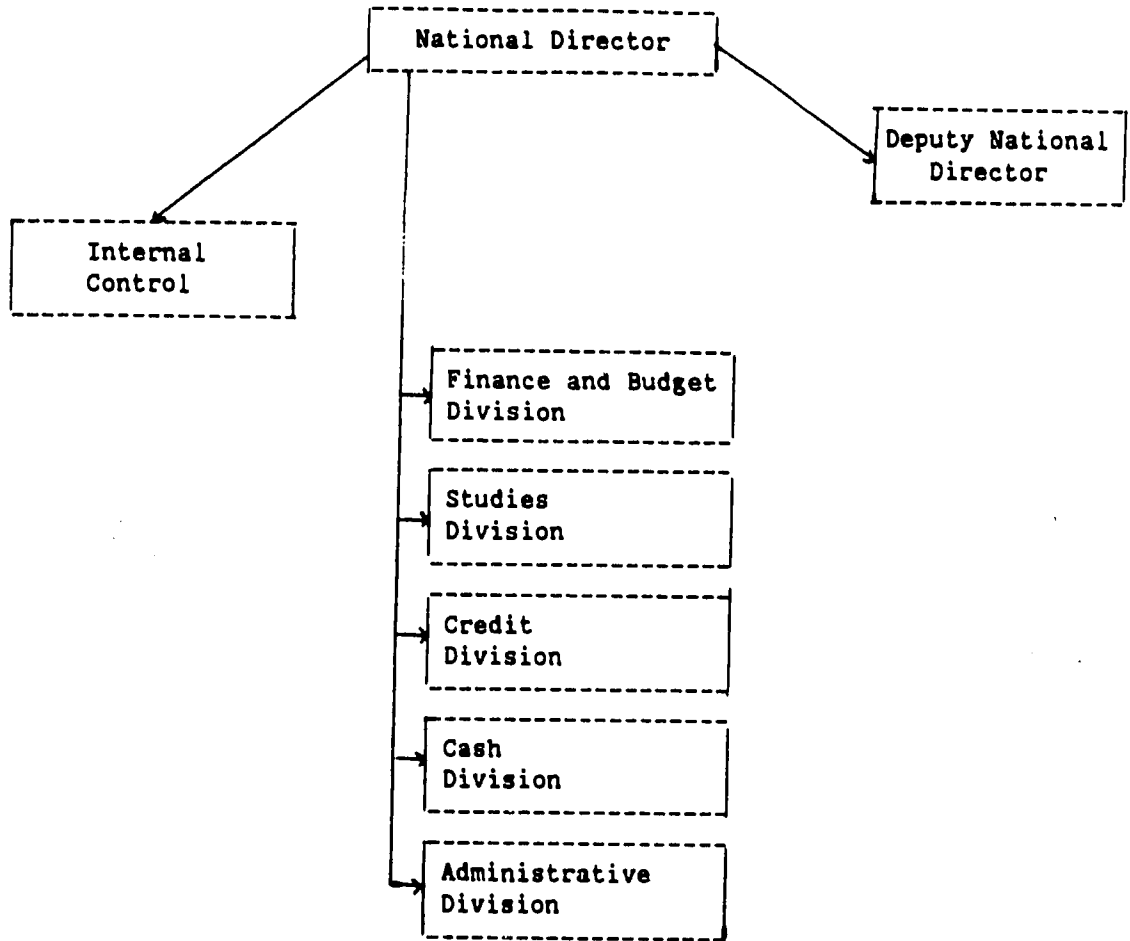 National Director
Deputy National
Director
Internal
Control
Finance and Budget
Division
Studies
Division
Credit
Division
Cash
Division
Administrative
Division